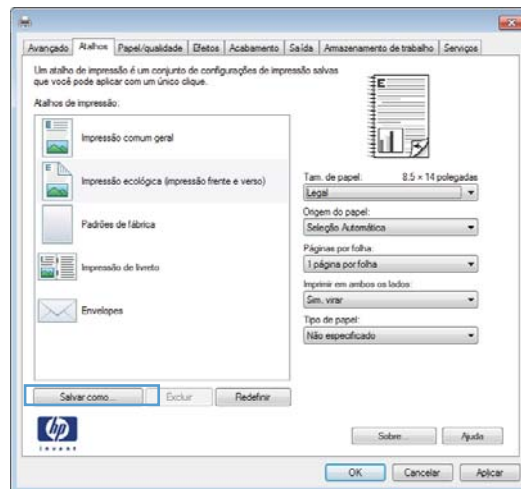 Avançado Atalhos Papel/qualidade Efeitos Acabamento Saída Armazenamento de trabalho Serviços
Um atalho de impressão é um conjunto de configurações de impressão salvas
que você pode aplicar com um único clique.
Atalhos de impressão:
Impressão comum geral
Impressão ecológica (impressão frente e verso)
Padrões de fábrica
Impressão de livreto
Envelopes
Salvar como... Excluir Redefinir
E
Tam. de papel: 8.5 × 14 polegadas
Legal
Origem do papel:
Seleção Automática
Páginas por folha:
1 página por folha
Imprimir em ambos os lados:
Sim, virar
Tipo de papel:
Não especificado
hp
invent
Sobre... Ajuda
OK Cancelar Aplicar